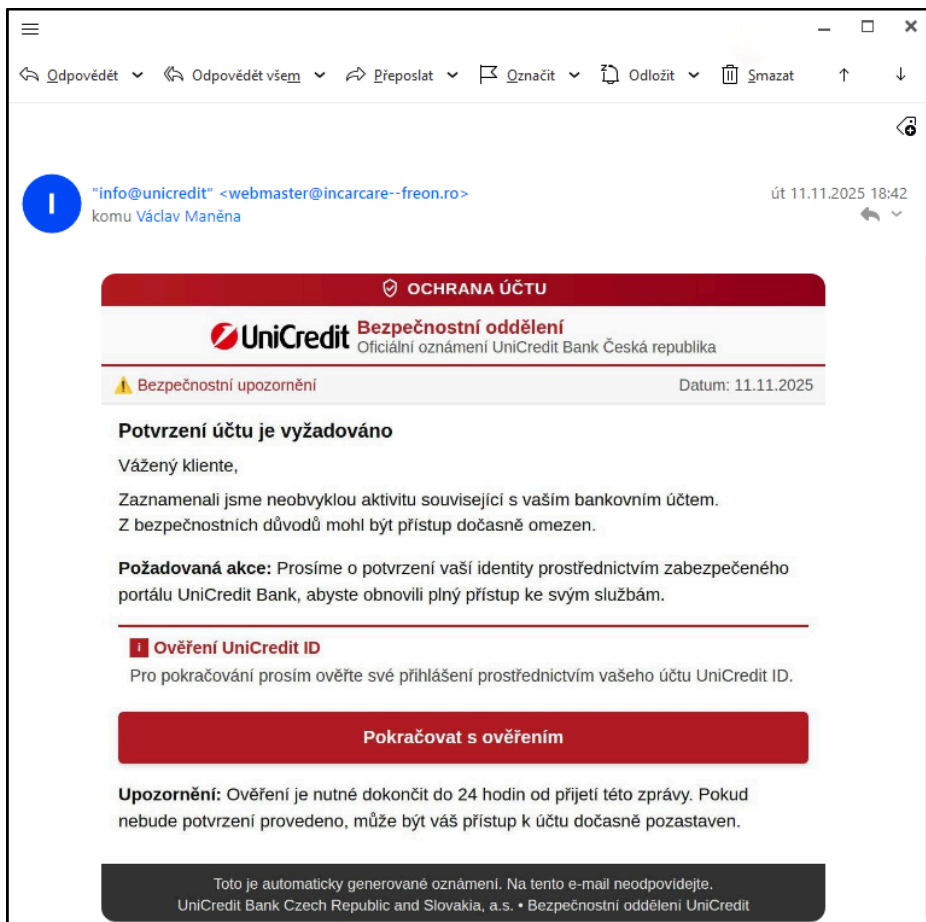 Odpovědět Odpovědět všem Přeposlat Označit Odložit Smazat
I
"info@unicredit" <webmaster@incarcare--freon.ro> út 11.11.2025 18:42
komu Václav Maněna
OCHRANA ÚČTU
UniCredit Bezpečnostní oddělení
Oficiální oznámení UniCredit Bank Česká republika
Bezpečnostní upozornění Datum: 11.11.2025
Potvrzení účtu je vyžadováno
Vážený kliente,
Zaznamenali jsme neobvyklou aktivitu související s vaším bankovním účtem.
Z bezpečnostních důvodů mohl být přístup dočasně omezen.
Požadovaná akce: Prosíme o potvrzení vaší identity prostřednictvím zabezpečeného
portálu UniCredit Bank, abyste obnovili plný přístup ke svým službám.
i Ověření UniCredit ID
Pro pokračování prosím ověřte své přihlášení prostřednictvím vašeho účtu UniCredit ID.
Pokračovat s ověřením
Upozornění: Ověření je nutné dokončit do 24 hodin od přijetí této zprávy. Pokud
nebude potvrzení provedeno, může být váš přístup k účtu dočasně pozastaven.
Toto je automaticky generované oznámení. Na tento e-mail neodpovídejte.
UniCredit Bank Czech Republic and Slovakia, a.s. • Bezpečnostní oddělení UniCredit